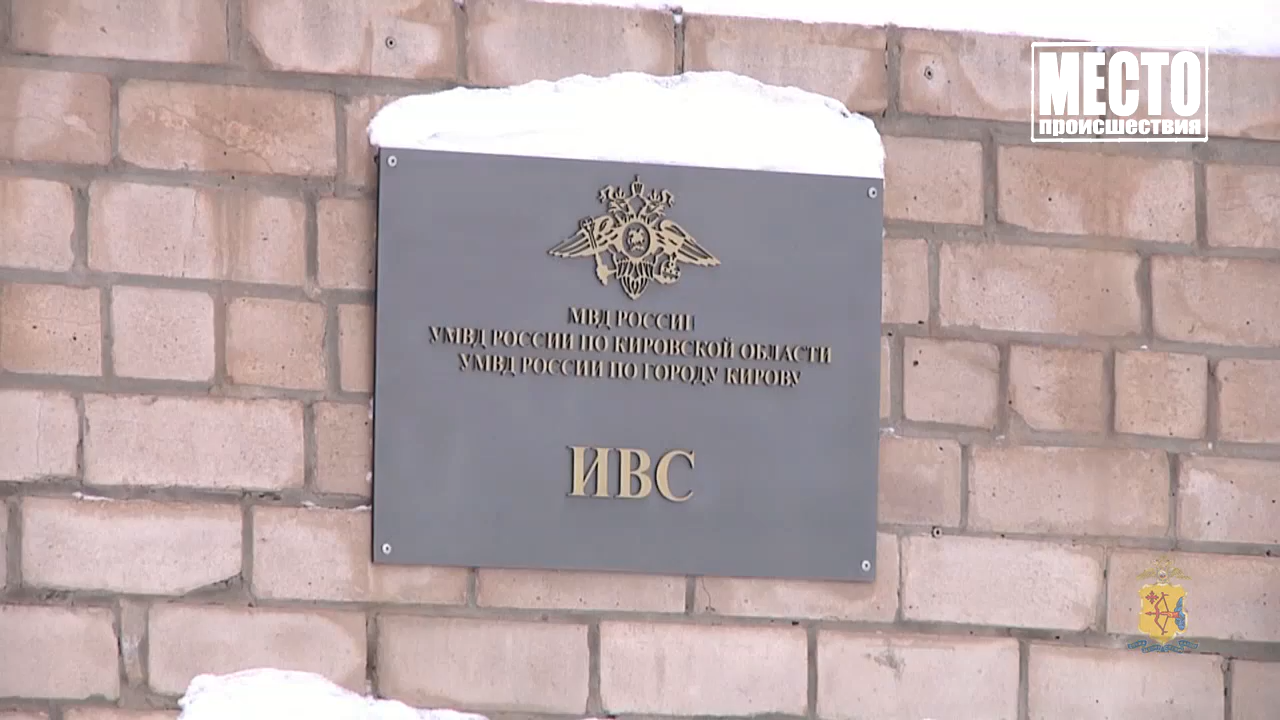 МЕСТО
ПРОИСШЕСТВИЯ
МВД РОССИИ
УМВД РОССИИ ПО КИРОВСКОЙ ОБЛАСТИ
УМВД РОССИИ ПО ГОРОДУ КИРОВУ
ИВС